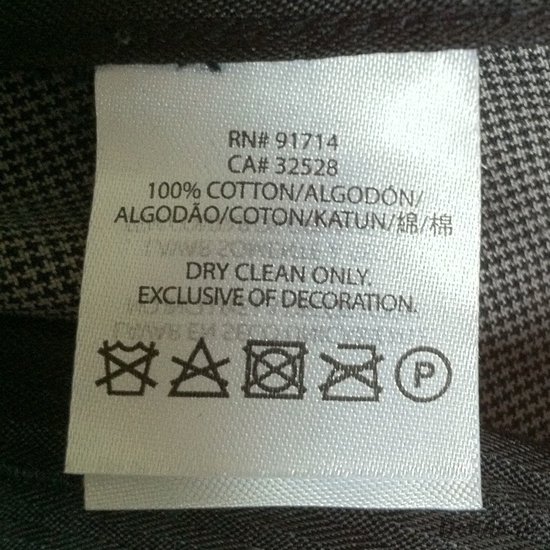 RN# 91714
CA# 32528
100% COTTON/ALGODÓN/
ALGODÃO/COTON/KATUN/綿/棉
DRY CLEAN ONLY.
EXCLUSIVE OF DECORATION.
P